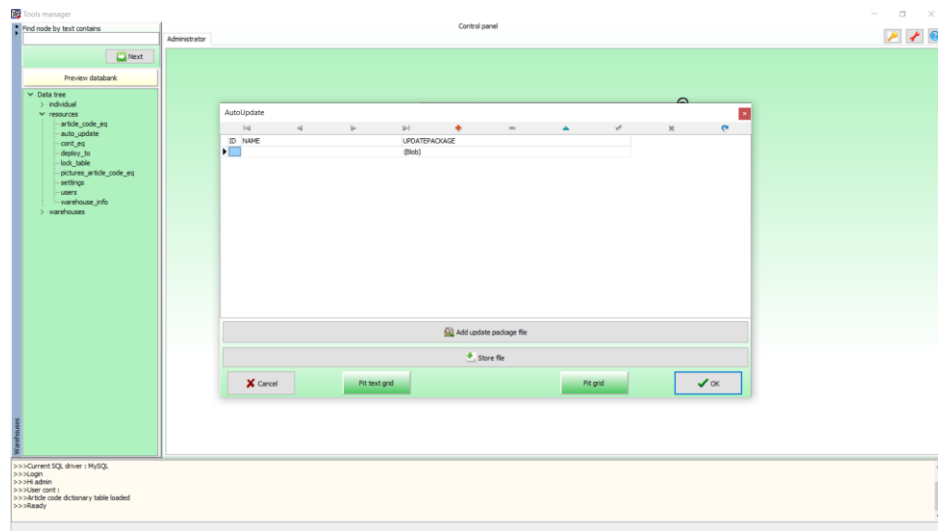 Tools manager
Find node by text contains
Control panel
Administrator
Next
Preview databank
Data tree
individual
resources
article_code_eq
auto_update
cont_eq
deploy_to
lock_table
pictures_article_code_eq
settings
users
warehouse_info
warehouses
AutoUpdate
ID NAME UPDATEPACKAGE
(Blob)
Add update package file
Store file
Cancel
Fit text grid
Fit grid
OK
Warehouses
>>>Current SQL driver : MySQL
>>>Login
>>>Hi admin
>>>User cont :
>>>Article code dictionary table loaded
>>>Ready